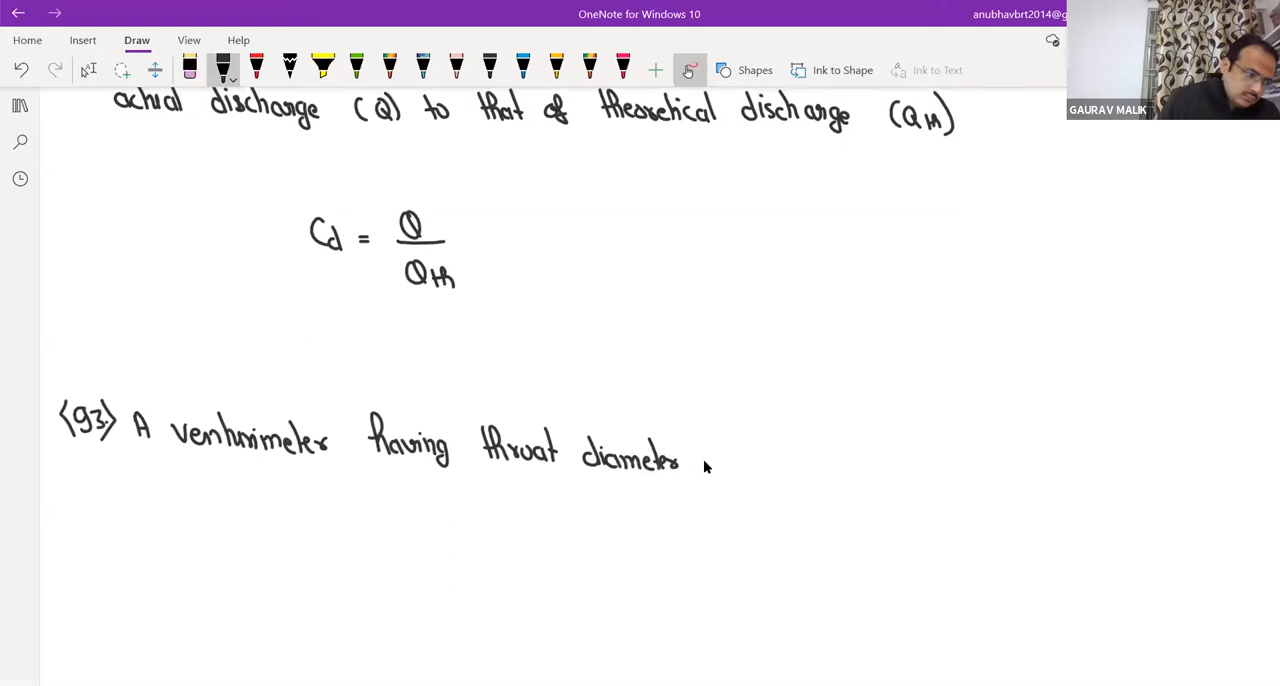 OneNote for Windows 10
anubhavbrt2014@g
Home Insert Draw View Help
Shapes Ink to Shape Ink to Text
GAURAV MALIK
actual discharge (Q) to that of theoretical discharge (Qth)
Cd = Q
Qth
<93.> A venturimeter having throat diameter